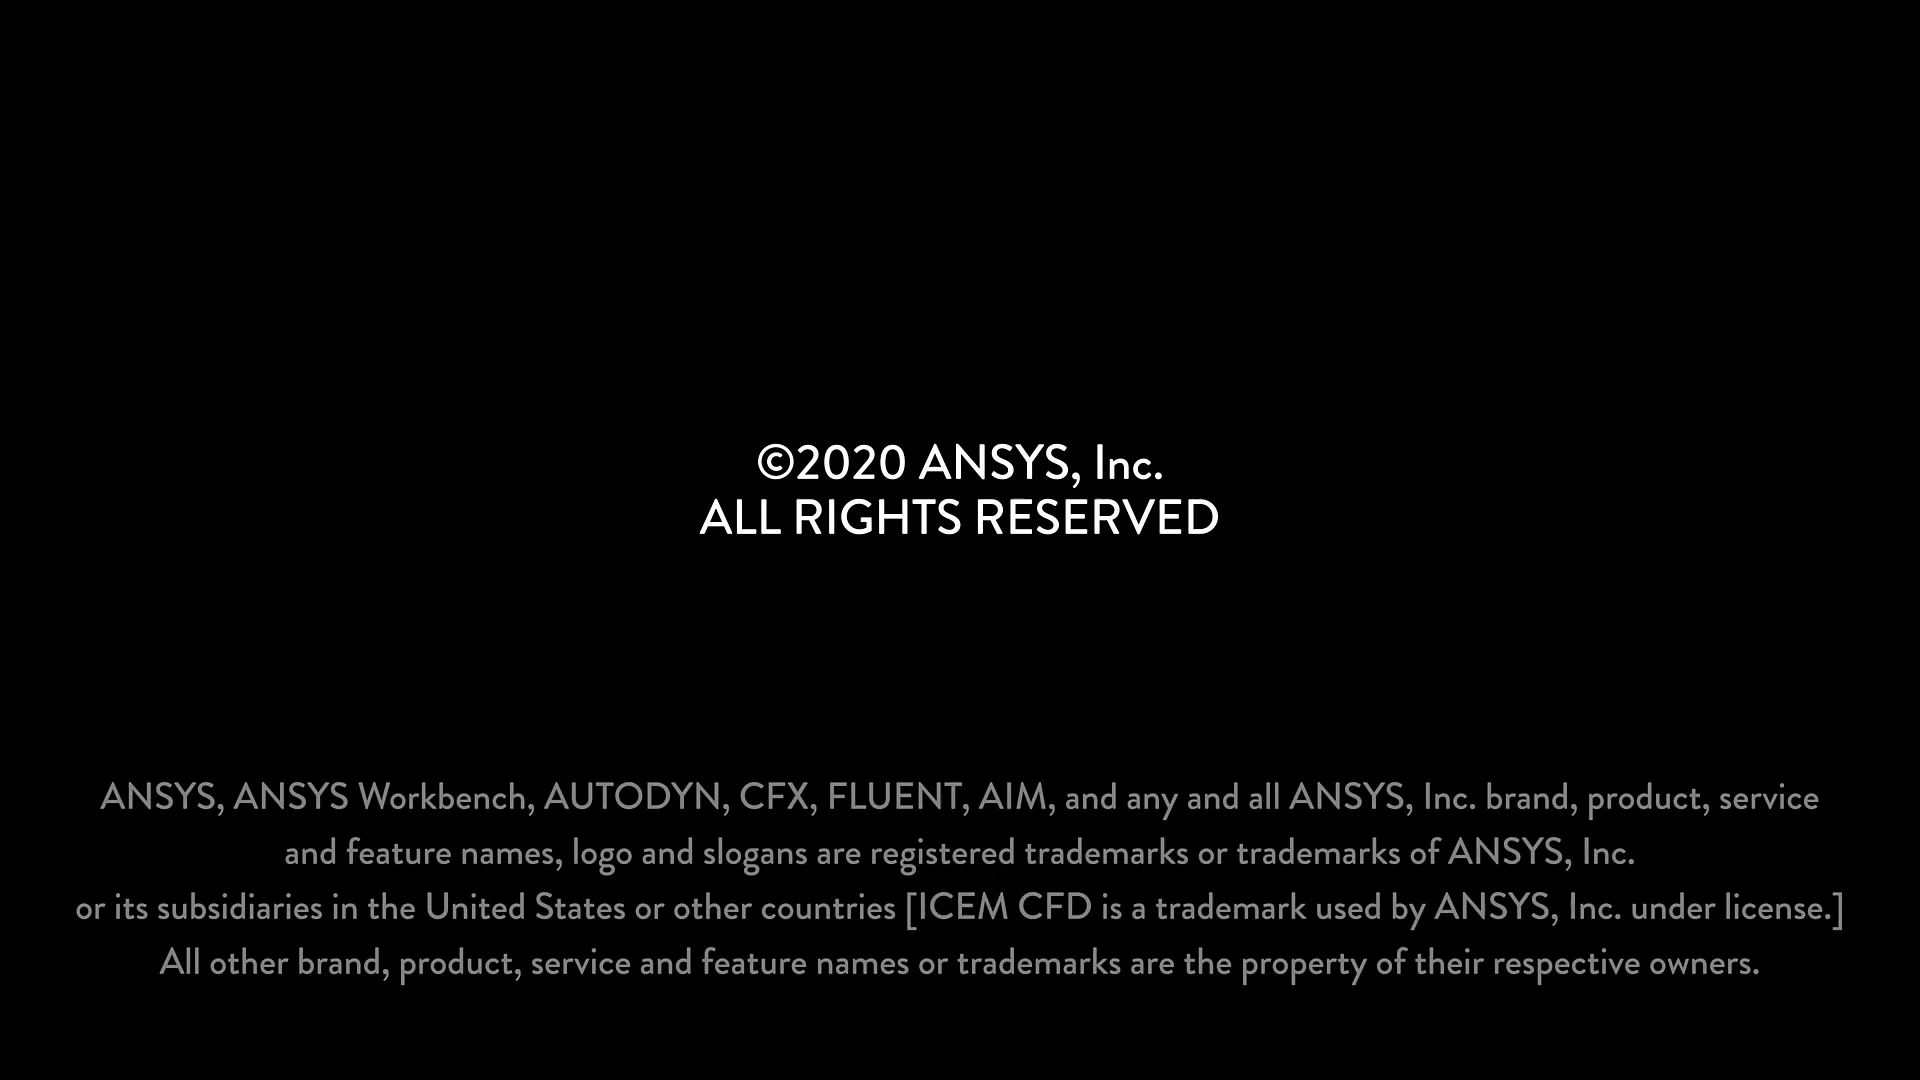 ©2020 ANSYS, Inc.
ALL RIGHTS RESERVED
ANSYS, ANSYS Workbench, AUTODYN, CFX, FLUENT, AIM, and any and all ANSYS, Inc. brand, product, service
and feature names, logo and slogans are registered trademarks or trademarks of ANSYS, Inc.
or its subsidiaries in the United States or other countries [ICEM CFD is a trademark used by ANSYS, Inc. under license.]
All other brand, product, service and feature names or trademarks are the property of their respective owners.